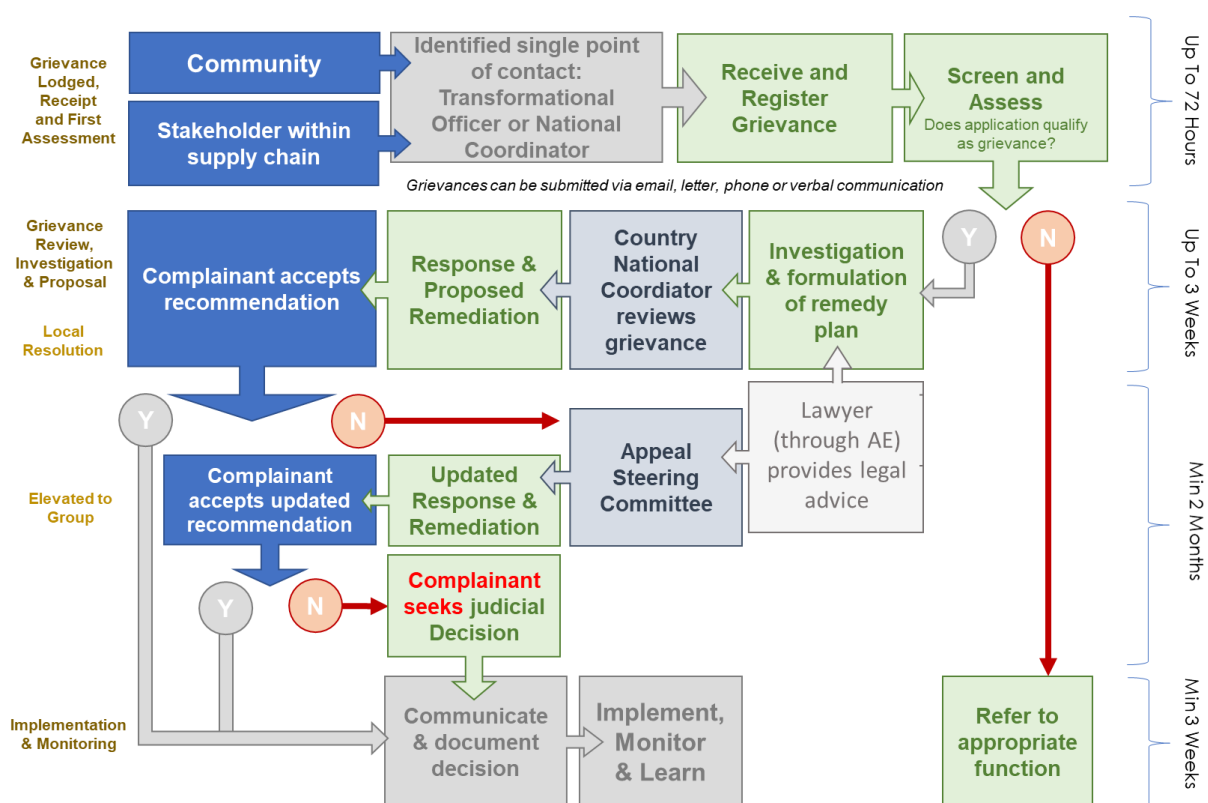 Grievance
Lodged,
Receipt
and First
Assessment
Community
Stakeholder within
supply chain
Identified single point
of contact:
Transformational
Officer or National
Coordinator
Receive and
Register
Grievance
Screen and
Assess
Does application qualify
as grievance?
Up To 72 Hours
Grievances can be submitted via email, letter, phone or verbal communication
Grievance
Review,
Investigation
& Proposal
Local
Resolution
Complainant accepts
recommendation
Response &
Proposed
Remediation
Country
National
Coordiator
reviews
grievance
Investigation
& formulation
of remedy
plan
Y
N
Up To 3 Weeks
Y
N
Appeal
Steering
Committee
Lawyer
(through AE)
provides legal
advice
Elevated to
Group
Complainant
accepts updated
recommendation
Updated
Response &
Remediation
Min 2 Months
Y
N
Complainant
seeks judicial
Decision
Implementation
& Monitoring
Communicate
& document
decision
Implement,
Monitor
& Learn
Refer to
appropriate
function
Min 3 Weeks